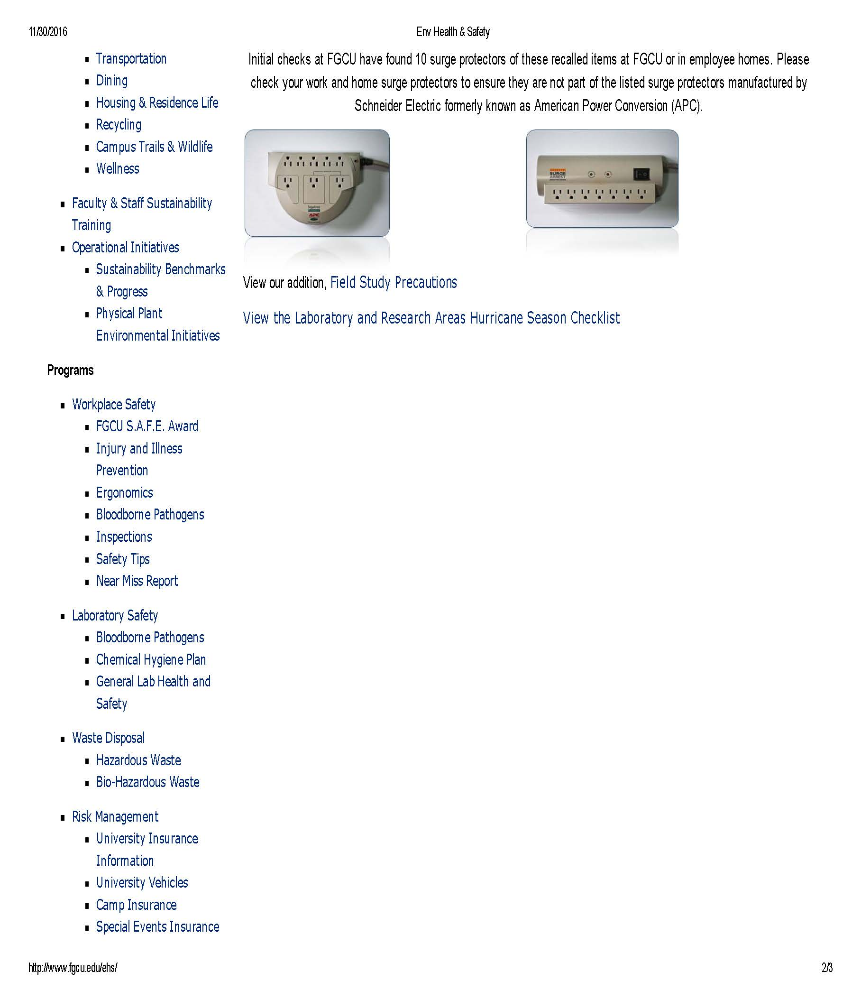 11/30/2016
Env Health & Safety
Transportation
Dining
Housing & Residence Life
Recycling
Campus Trails & Wildlife
Wellness
Faculty & Staff Sustainability
Training
Operational Initiatives
Sustainability Benchmarks
& Progress
Physical Plant
Environmental Initiatives
Programs
Workplace Safety
FGCU S.A.F.E. Award
Injury and Illness
Prevention
Ergonomics
Bloodborne Pathogens
Inspections
Safety Tips
Near Miss Report
Laboratory Safety
Bloodborne Pathogens
Chemical Hygiene Plan
General Lab Health and
Safety
Waste Disposal
Hazardous Waste
Bio-Hazardous Waste
Risk Management
University Insurance
Information
University Vehicles
Camp Insurance
Special Events Insurance
Initial checks at FGCU have found 10 surge protectors of these recalled items at FGCU or in employee homes. Please
check your work and home surge protectors to ensure they are not part of the listed surge protectors manufactured by
Schneider Electric formerly known as American Power Conversion (APC).
APC
SURGE
ARREST
View our addition, Field Study Precautions
View the Laboratory and Research Areas Hurricane Season Checklist
http://www.fgcu.edu/ehs/
2/3